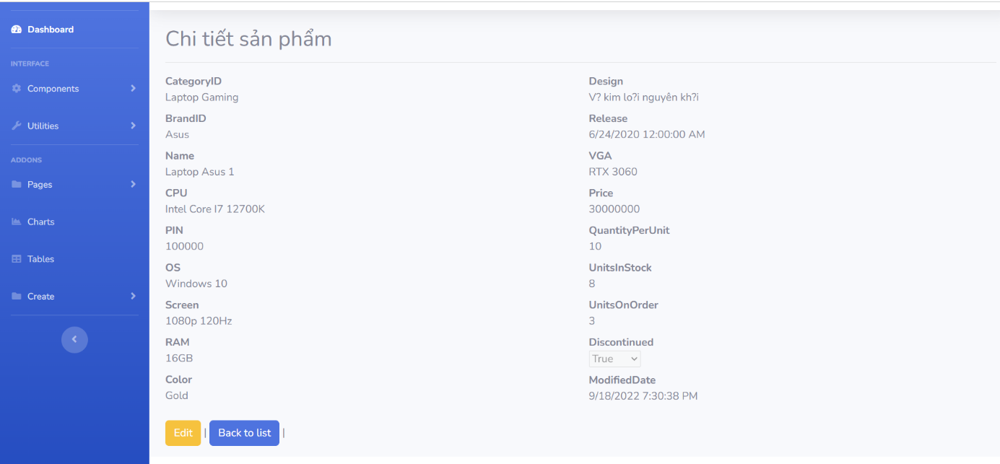 Dashboard
INTERFACE
Components
Utilities
ADDONS
Pages
Charts
Tables
Create
Chi tiết sản phẩm
CategoryID
Laptop Gaming
BrandID
Asus
Name
Laptop Asus 1
CPU
Intel Core I7 12700K
PIN
100000
OS
Windows 10
Screen
1080p 120Hz
RAM
16GB
Color
Gold
Design
V? kim lo?i nguyên kh?i
Release
6/24/2020 12:00:00 AM
VGA
RTX 3060
Price
30000000
QuantityPerUnit
10
UnitsInStock
8
UnitsOnOrder
3
Discontinued
True
ModifiedDate
9/18/2022 7:30:38 PM
Edit | Back to list |